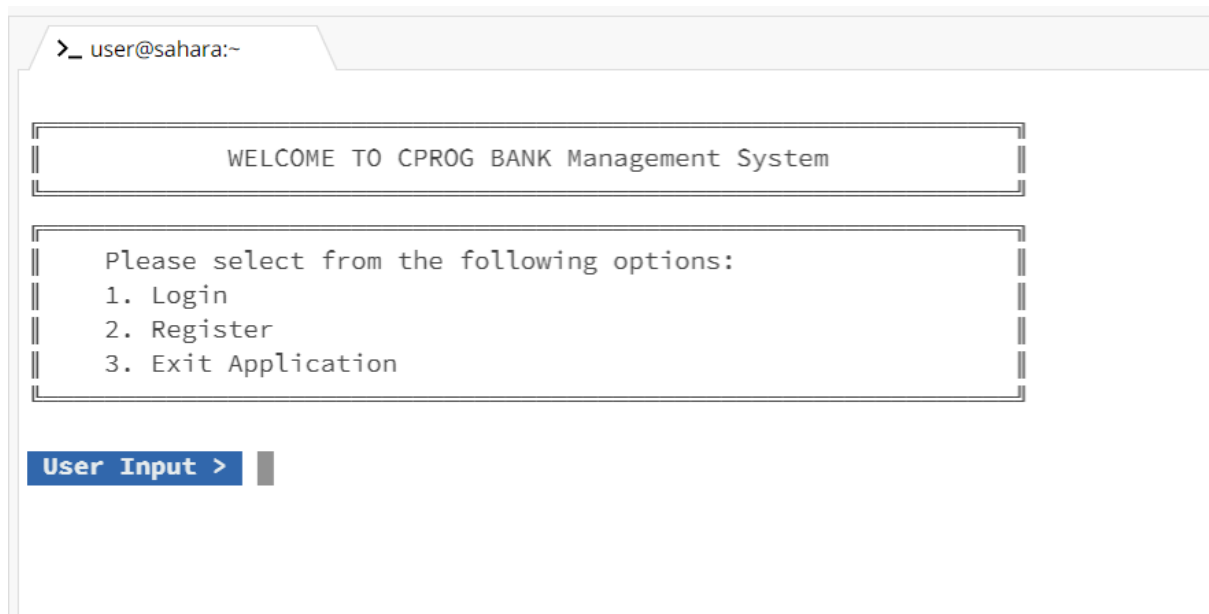 >_ user@sahara:~
WELCOME TO CPROG BANK Management System
Please select from the following options:
1. Login
2. Register
3. Exit Application
User Input >